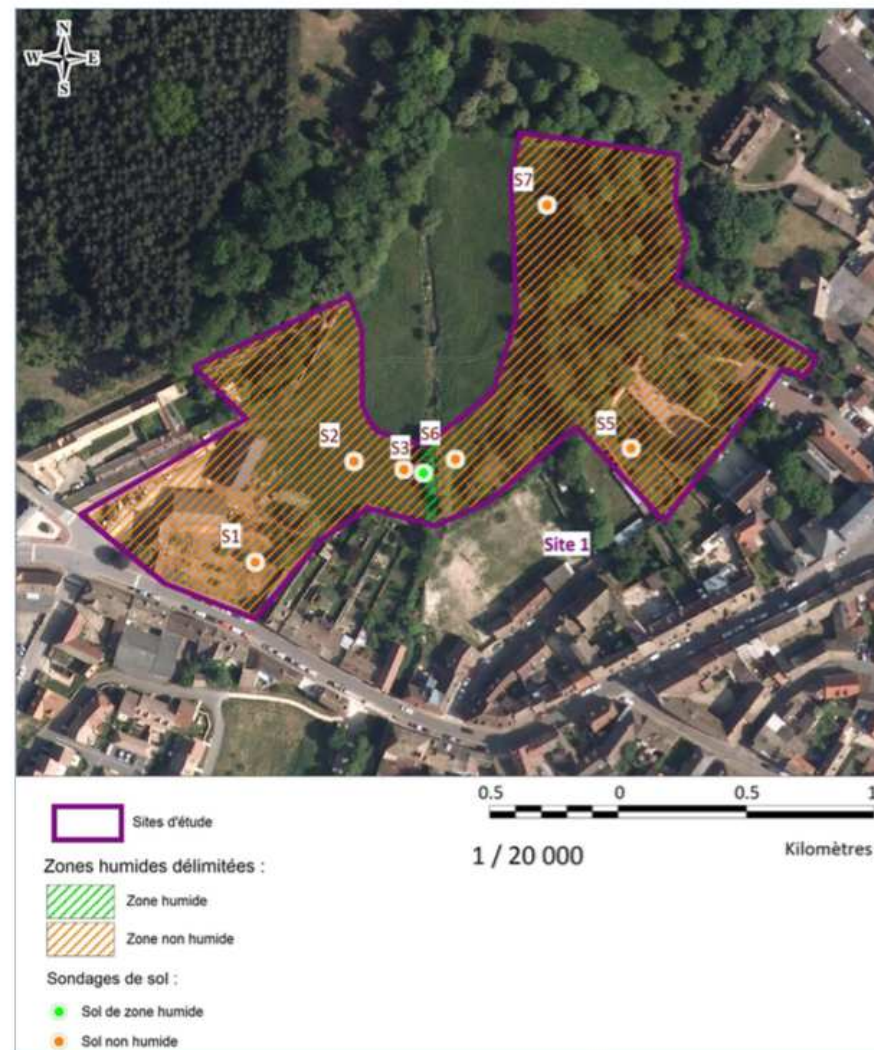 N
W E
S
S7
S2
S3
S6
S5
S1
Site 1
Sites d'étude
Zones humides délimitées :
Zone humide
Zone non humide
Sondages de sol :
Sol de zone humide
Sol non humide
0.5 0 0.5 1
1 / 20 000
Kilomètres